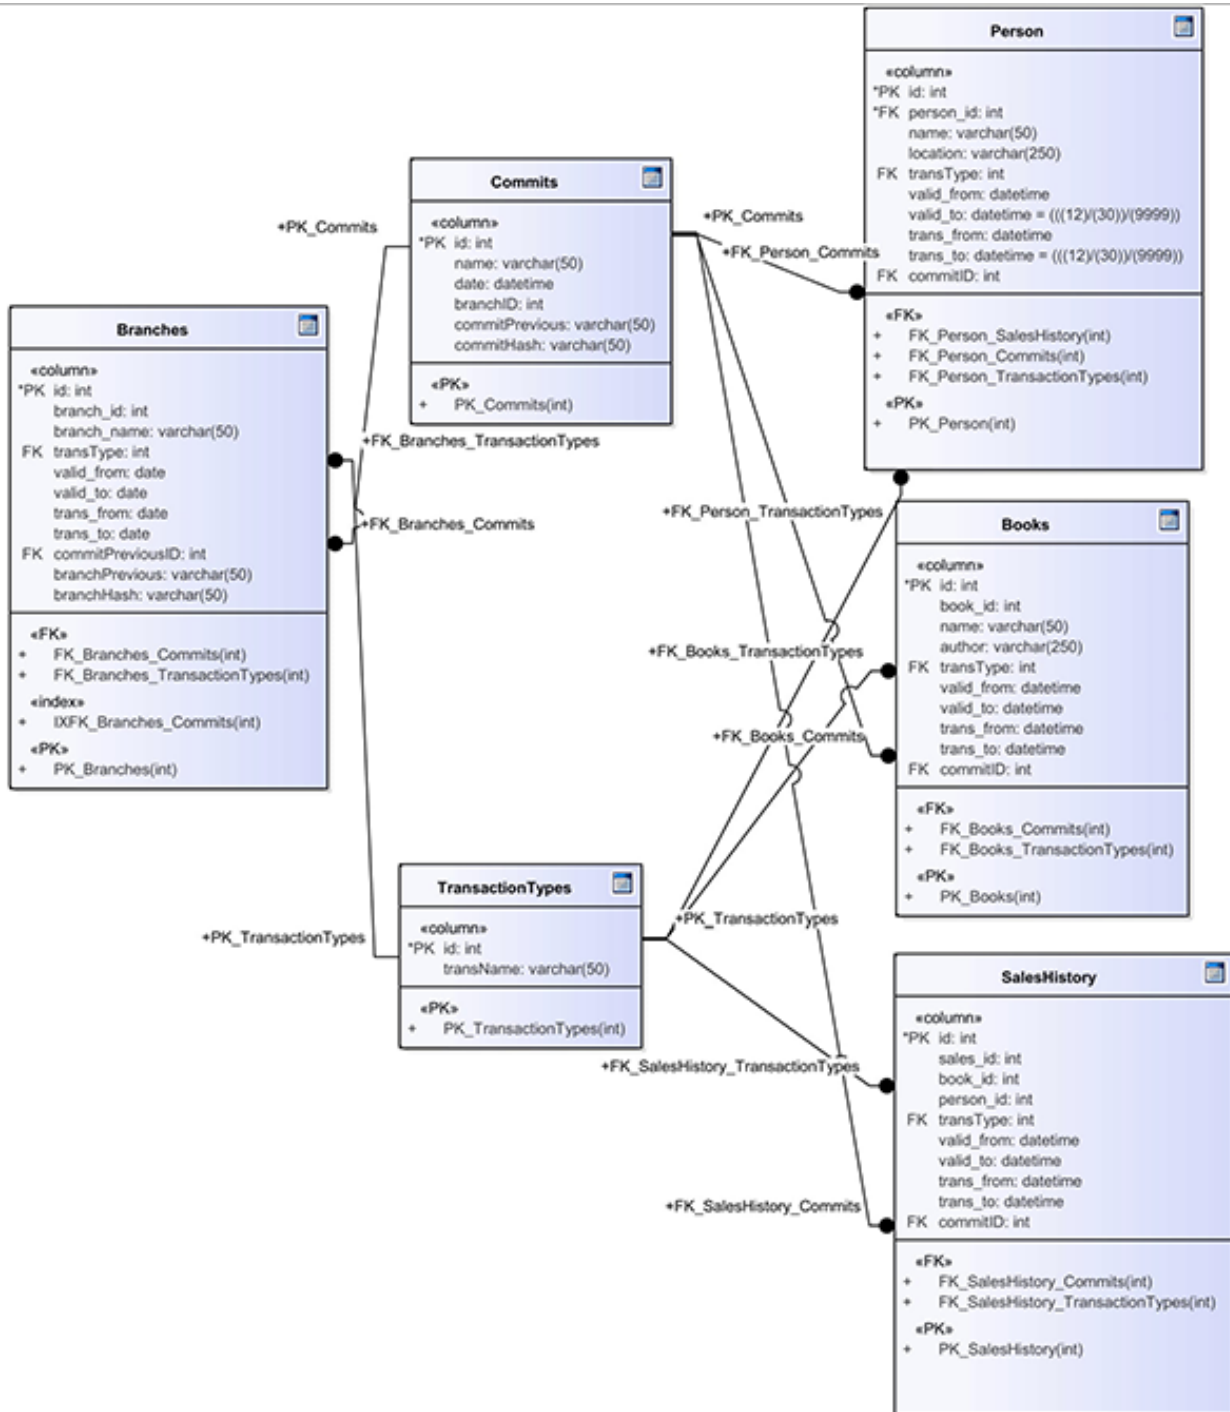 Person
«column»
*PK id: int
*FK person_id: int
name: varchar(50)
location: varchar(250)
FK transType: int
valid_from: datetime
valid_to: datetime = (((12)/(30))/(9999))
trans_from: datetime
trans_to: datetime = (((12)/(30))/(9999))
FK commitID: int
«FK»
+ FK_Person_SalesHistory(int)
+ FK_Person_Commits(int)
+ FK_Person_TransactionTypes(int)
«PK»
+ PK_Person(int)
Commits
«column»
*PK id: int
name: varchar(50)
date: datetime
branchID: int
commitPrevious: varchar(50)
commitHash: varchar(50)
«PK»
+ PK_Commits(int)
+PK_Commits
+PK_Commits
+FK_Person_Commits
Branches
«column»
*PK id: int
branch_id: int
branch_name: varchar(50)
FK transType: int
valid_from: date
valid_to: date
trans_from: date
trans_to: date
FK commitPreviousID: int
branchPrevious: varchar(50)
branchHash: varchar(50)
«FK»
+ FK_Branches_Commits(int)
+ FK_Branches_TransactionTypes(int)
«index»
+ IXFK_Branches_Commits(int)
«PK»
+ PK_Branches(int)
+FK_Branches_TransactionTypes
+FK_Branches_Commits
+FK_Person_TransactionTypes
+FK_Books_TransactionTypes
+FK_Books_Commits
Books
«column»
*PK id: int
book_id: int
name: varchar(50)
author: varchar(250)
FK transType: int
valid_from: datetime
valid_to: datetime
trans_from: datetime
trans_to: datetime
FK commitID: int
«FK»
+ FK_Books_Commits(int)
+ FK_Books_TransactionTypes(int)
«PK»
+ PK_Books(int)
+PK_TransactionTypes
TransactionTypes
«column»
*PK id: int
transName: varchar(50)
«PK»
+ PK_TransactionTypes(int)
+PK_TransactionTypes
+FK_SalesHistory_TransactionTypes
+FK_SalesHistory_Commits
SalesHistory
«column»
*PK id: int
sales_id: int
book_id: int
person_id: int
FK transType: int
valid_from: datetime
valid_to: datetime
trans_from: datetime
trans_to: datetime
FK commitID: int
«FK»
+ FK_SalesHistory_Commits(int)
+ FK_SalesHistory_TransactionTypes(int)
«PK»
+ PK_SalesHistory(int)